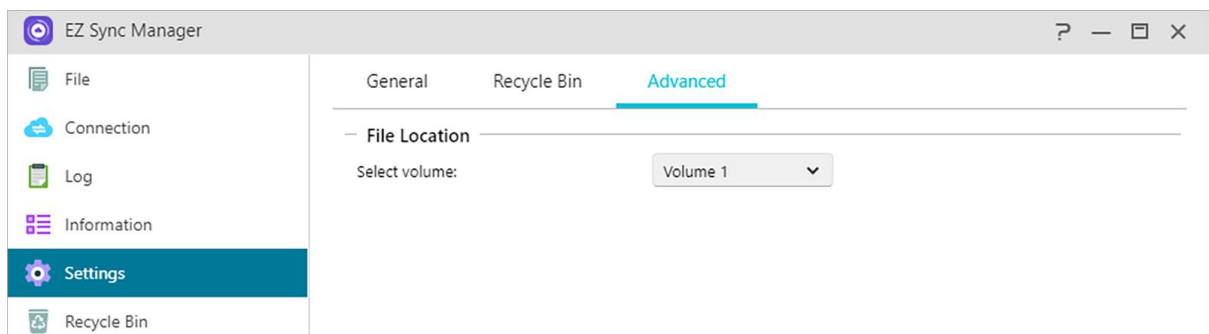 EZ Sync Manager
File
Connection
Log
Information
Settings
Recycle Bin
General Recycle Bin Advanced
File Location
Select volume: Volume 1